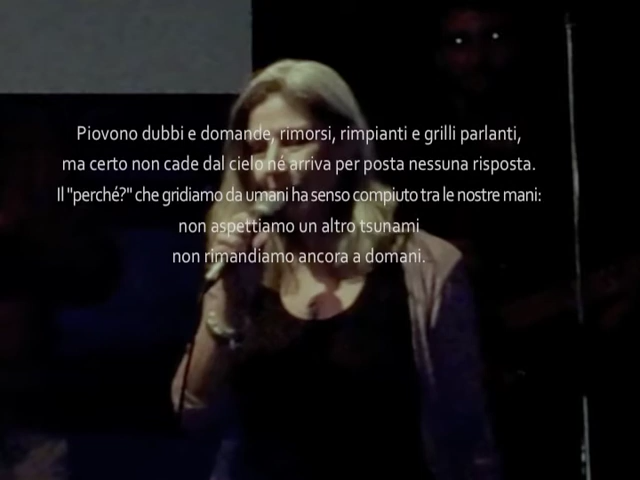 Piovono dubbi e domande, rimorsi, rimpianti e grilli parlanti,
ma certo non cade dal cielo né arriva per posta nessuna risposta.
Il "perché?" che gridiamo da umani ha senso compiuto tra le nostre mani:
non aspettiamo un altro tsunami
non rimandiamo ancora a domani.